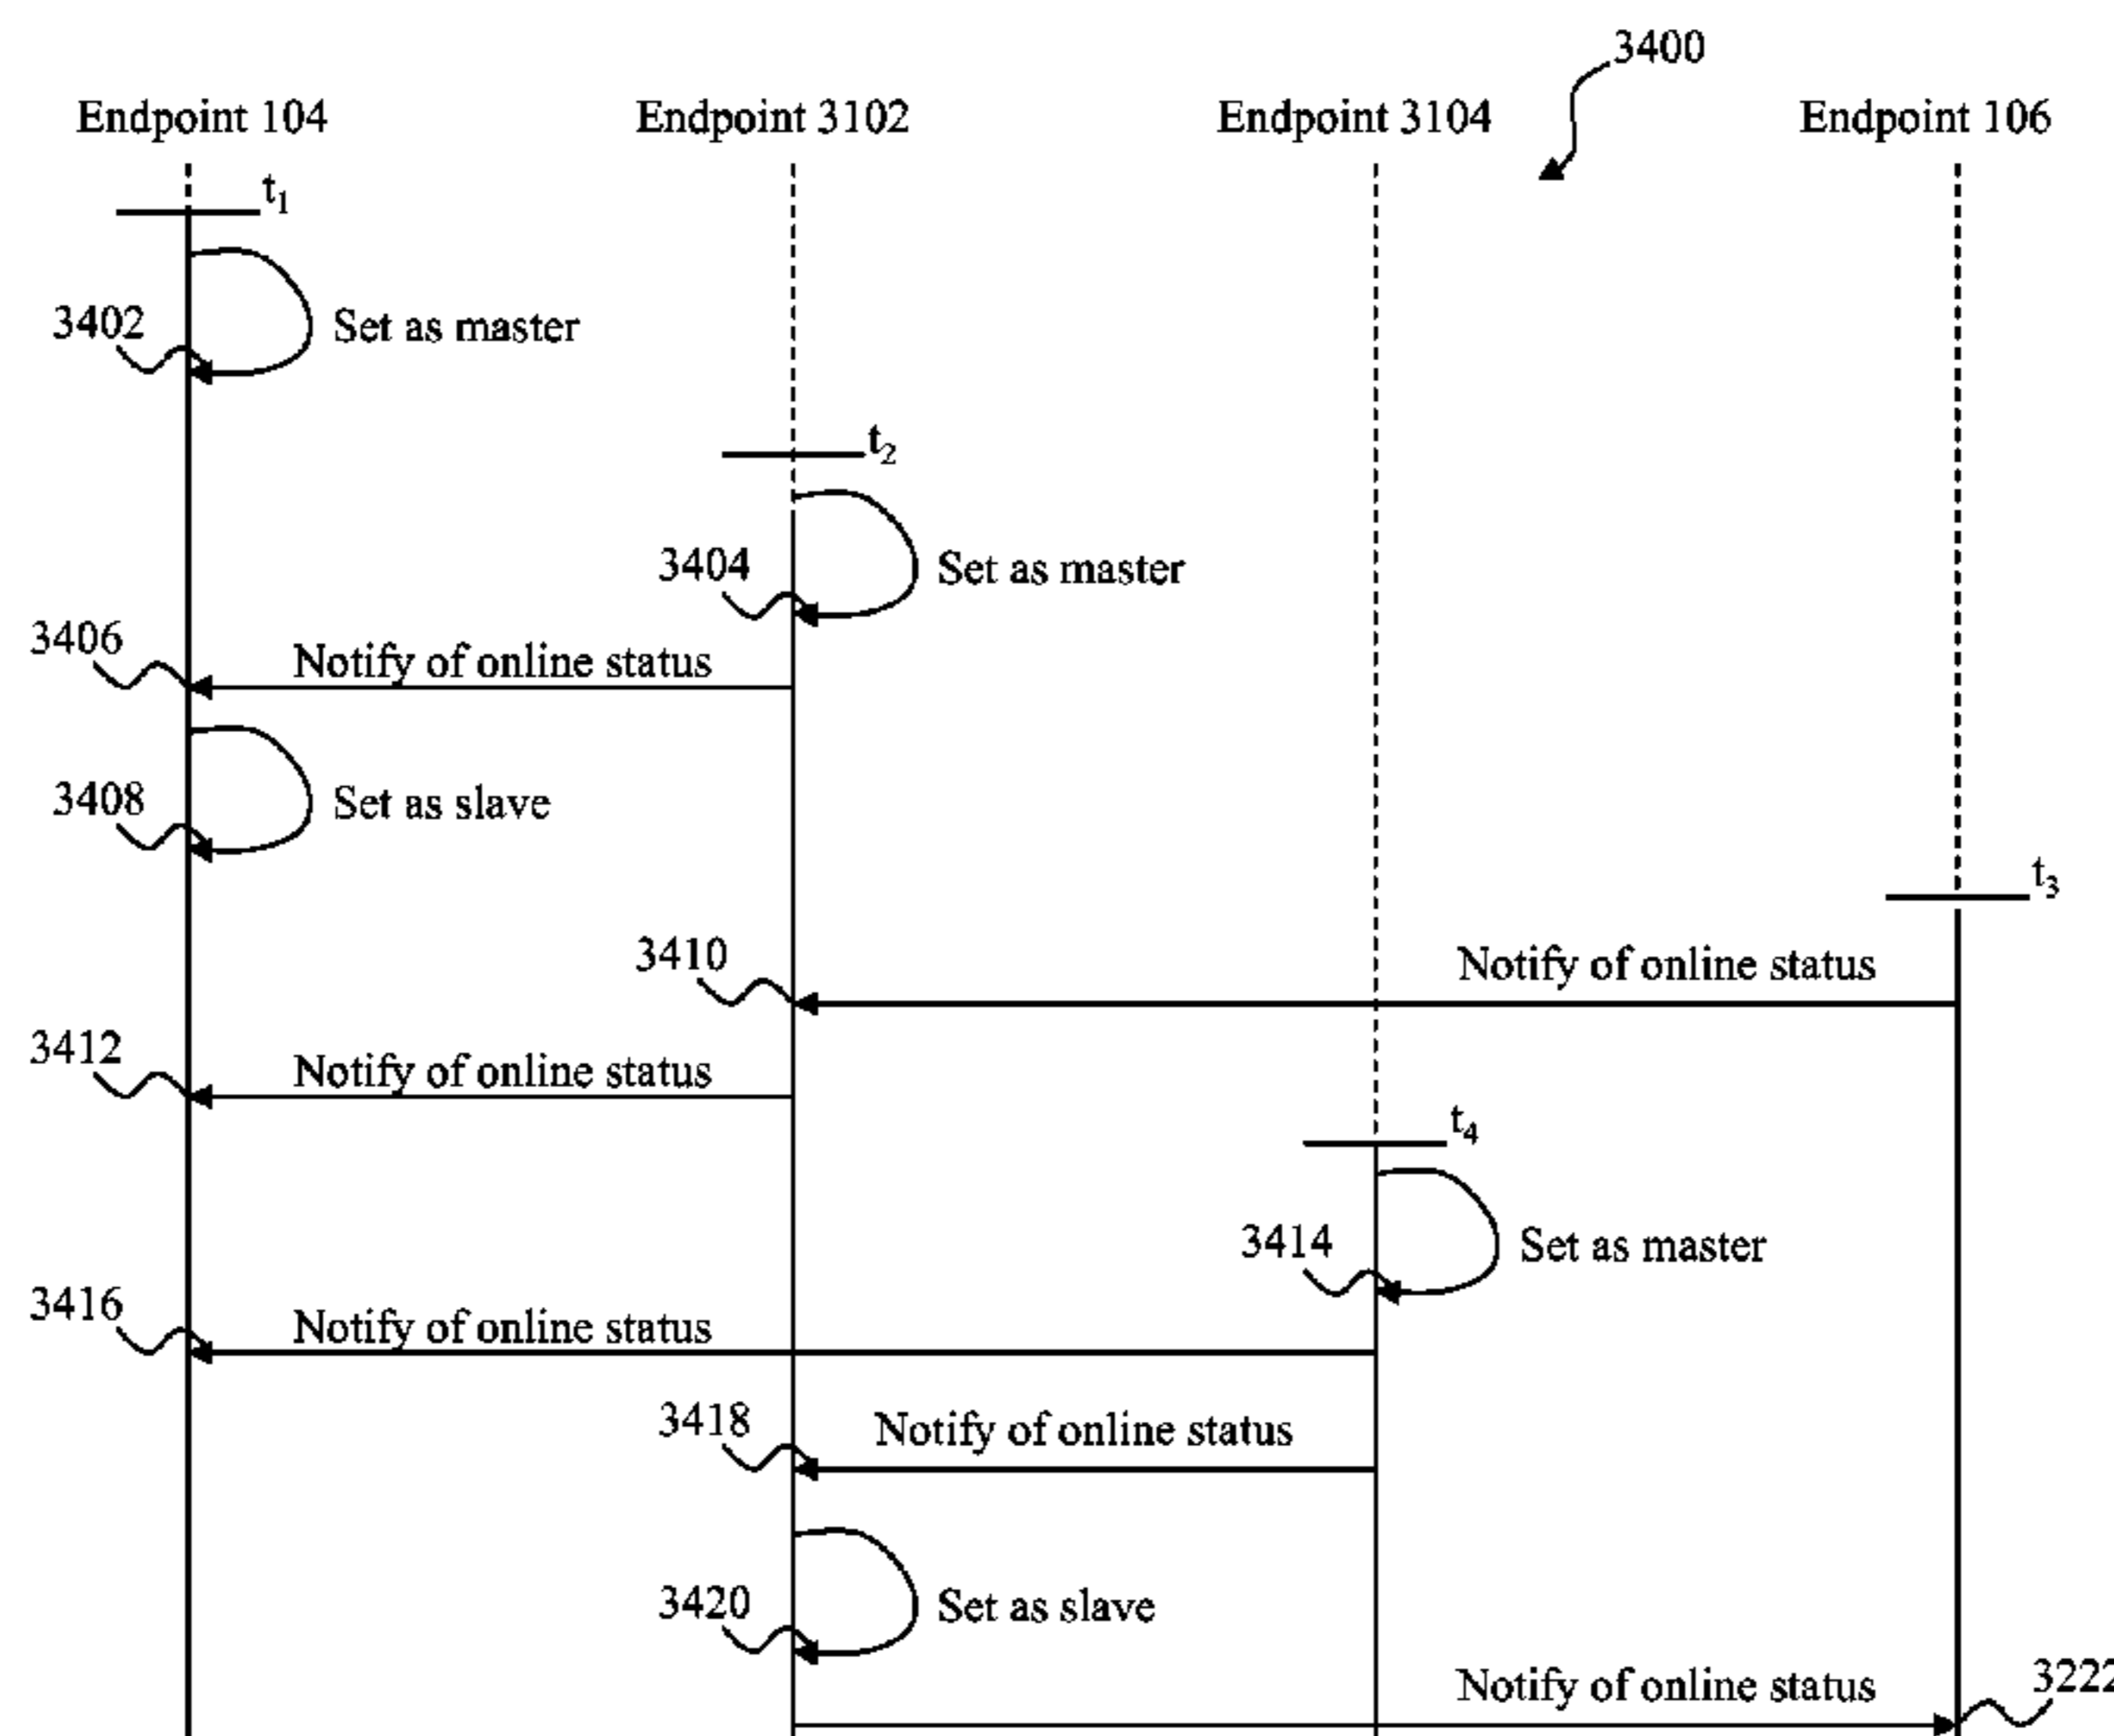 3400
Endpoint 104
Endpoint 3102
Endpoint 3104
Endpoint 106
t1
3402
Set as master
t2
3404
Set as master
3406
Notify of online status
3408
Set as slave
t3
3410
Notify of online status
3412
Notify of online status
t4
3414
Set as master
3416
Notify of online status
3418
Notify of online status
3420
Set as slave
Notify of online status
3222